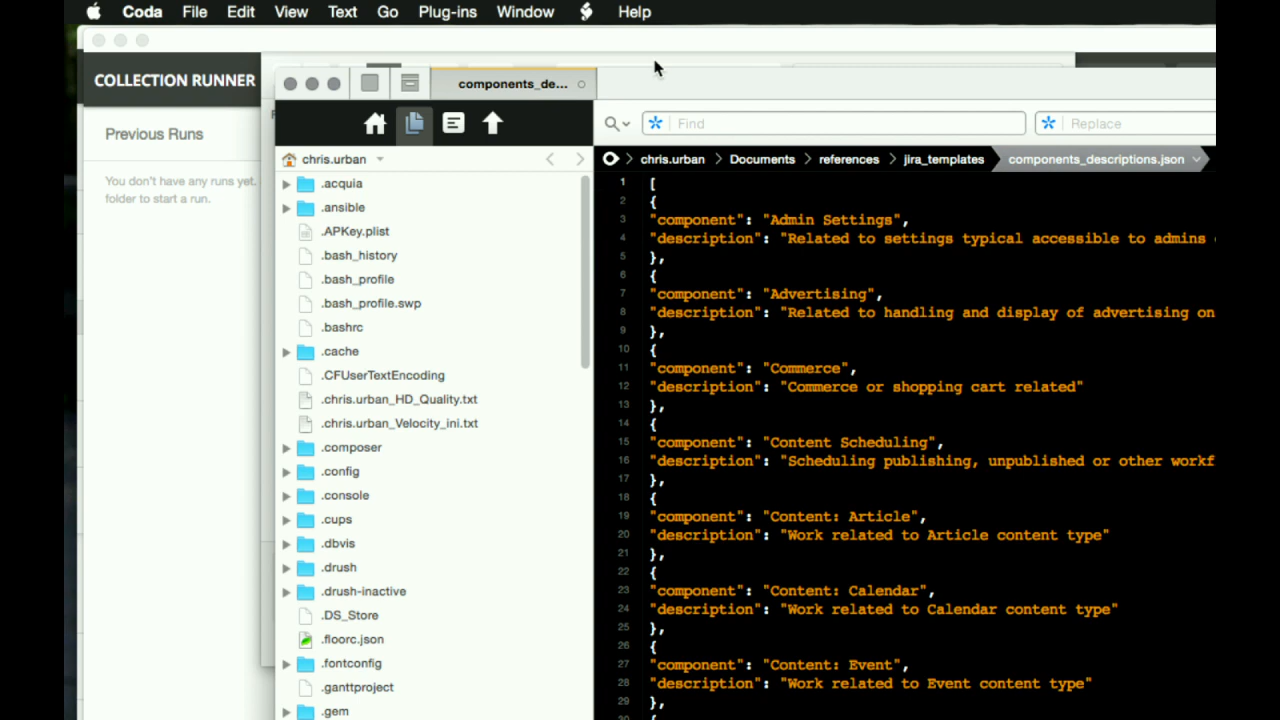 Coda File Edit View Text Go Plug-ins Window Help
COLLECTION RUNNER
Previous Runs
You don't have any runs yet.
folder to start a run.
components_de...
Find
Replace
chris.urban
chris.urban Documents references jira_templates components_descriptions.json
.acquia
.ansible
.APKey.plist
.bash_history
.bash_profile
.bash_profile.swp
.bashrc
.cache
.CFUserTextEncoding
.chris.urban_HD_Quality.txt
.chris.urban_Velocity_ini.txt
.composer
.config
.console
.cups
.dbvis
.drush
.drush-inactive
.DS_Store
.floorc.json
.fontconfig
.ganttproject
.gem
1 [
2 {
3 "component": "Admin Settings",
4 "description": "Related to settings typical accessible to admins
5 },
6 {
7 "component": "Advertising",
8 "description": "Related to handling and display of advertising on
9 },
10 {
11 "component": "Commerce",
12 "description": "Commerce or shopping cart related"
13 },
14 {
15 "component": "Content Scheduling",
16 "description": "Scheduling publishing, unpublished or other workf
17 },
18 {
19 "component": "Content: Article",
20 "description": "Work related to Article content type"
21 },
22 {
23 "component": "Content: Calendar",
24 "description": "Work related to Calendar content type"
25 },
26 {
27 "component": "Content: Event",
28 "description": "Work related to Event content type"
29 },
30 {